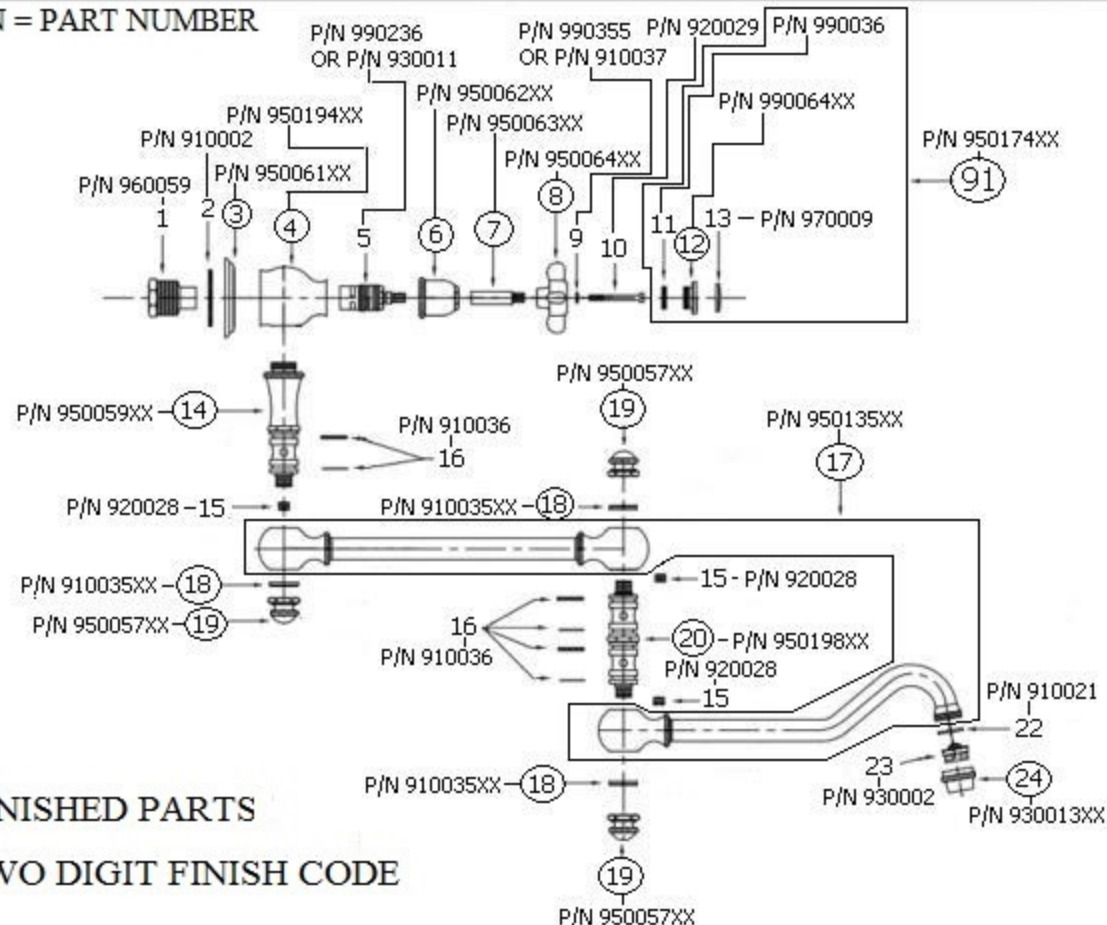 N = PART NUMBER
P/N 990236
OR P/N 930011
P/N 990355
OR P/N 910037
P/N 920029
P/N 990036
P/N 950062XX
P/N 990064XX
P/N 950194XX
P/N 950063XX
P/N 910002
P/N 950064XX
P/N 950174XX
P/N 960059
P/N 950061XX
91
1
2
3
4
5
6
7
8
9
10
11
12
13 - P/N 970009
P/N 950057XX
19
P/N 950059XX - 14
P/N 910036
16
P/N 950135XX
17
P/N 920028 - 15
P/N 910035XX - 18
P/N 910035XX - 18
15 - P/N 920028
P/N 950057XX - 19
16
P/N 910036
20 - P/N 950198XX
P/N 920028
15
P/N 910021
22
23
P/N 930002
24
P/N 930013XX
P/N 910035XX - 18
NISHED PARTS
WO DIGIT FINISH CODE
19
P/N 950057XX